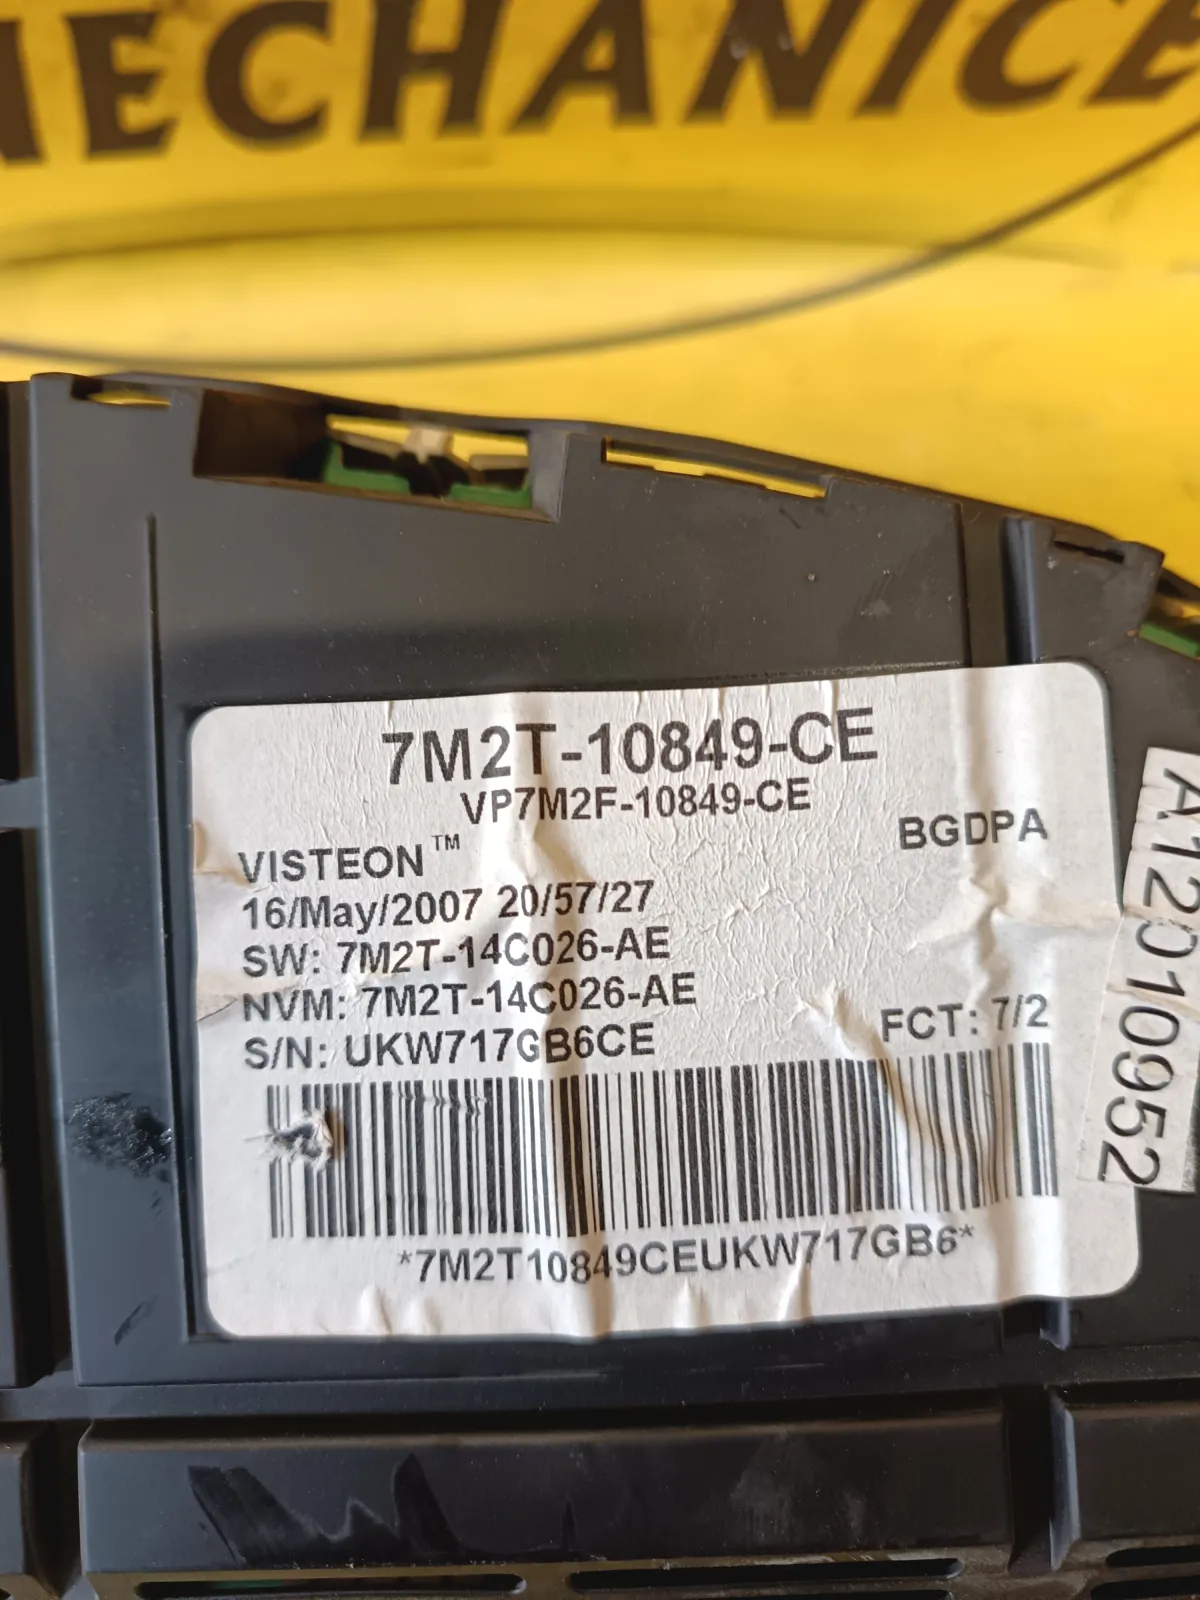 MECHANICE
7M2T-10849-CE
VP7M2F-10849-CE
BGDPA
VISTEON™
16/May/2007 20/57/27
SW: 7M2T-14C026-AE
NVM: 7M2T-14C026-AE
FCT: 7/2
S/N: UKW717GB6CE
*7M2T10849CEUKW717GB6*
A12010952